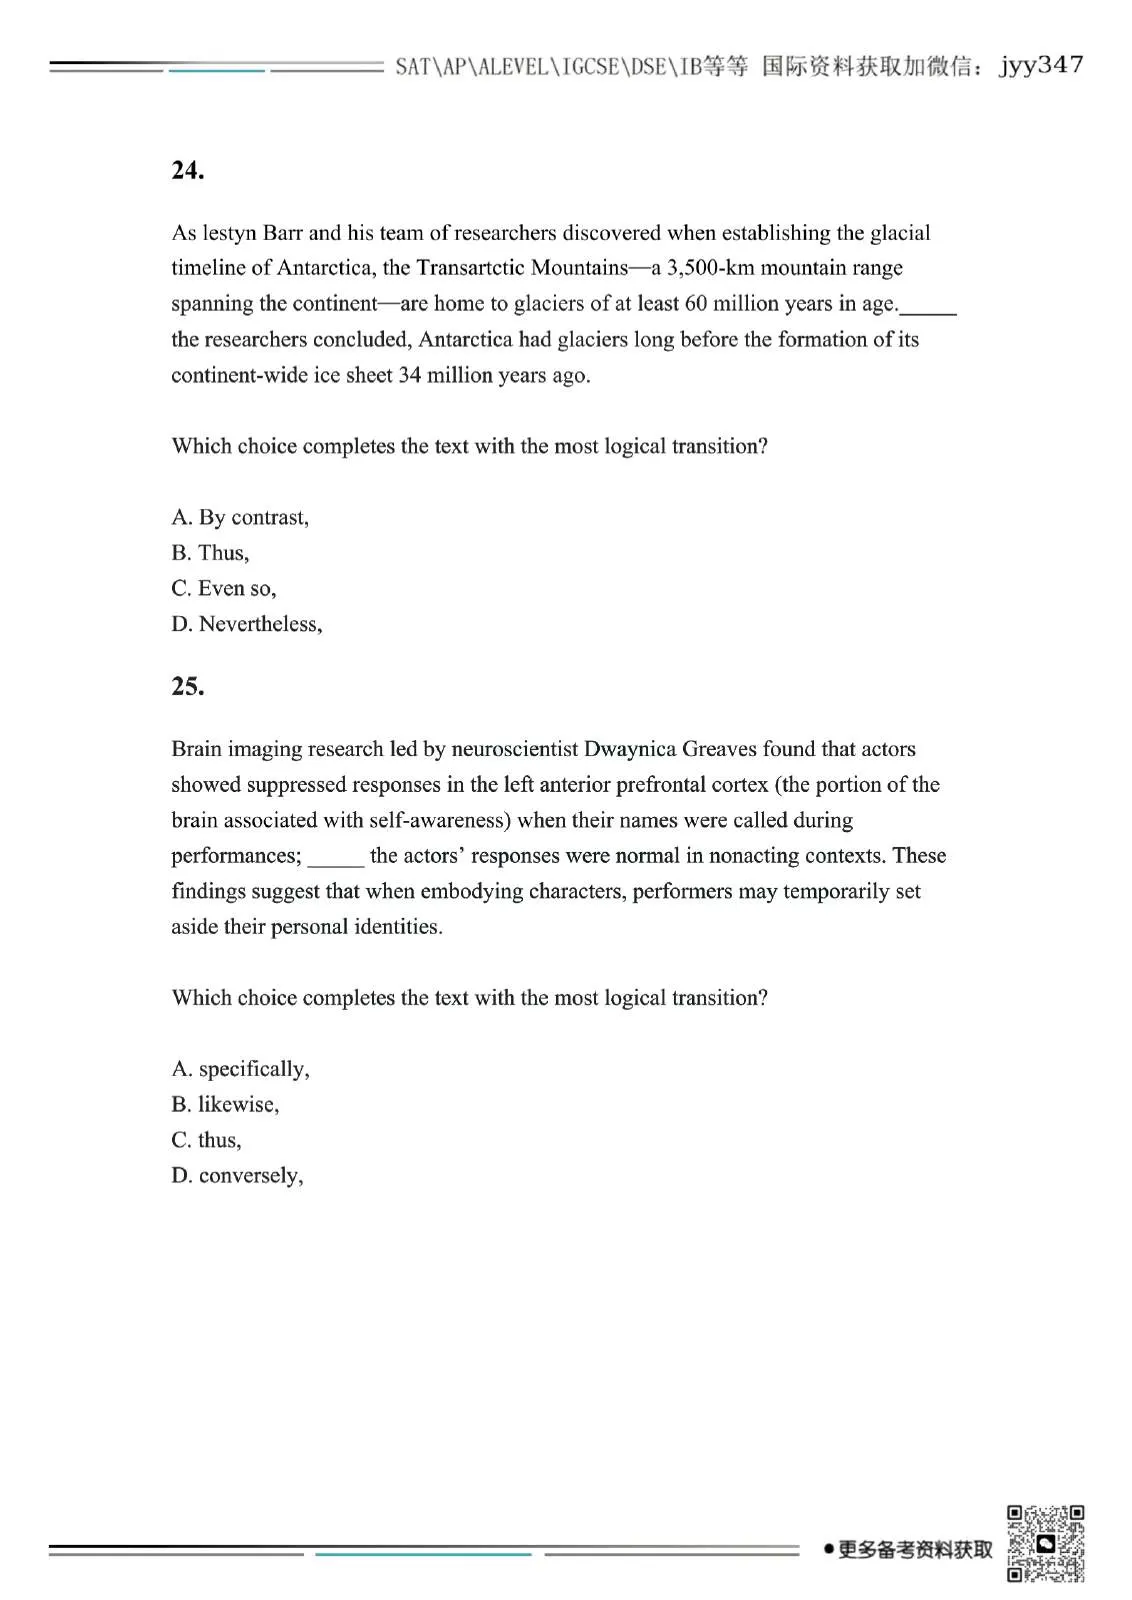 SAT\AP\ALEVEL\IGCSE\DSE\IB等等 国际资料获取加微信: jyy347
24.
As lestyn Barr and his team of researchers discovered when establishing the glacial
timeline of Antarctica, the Transartctic Mountains—a 3,500-km mountain range
spanning the continent—are home to glaciers of at least 60 million years in age._____
the researchers concluded, Antarctica had glaciers long before the formation of its
continent-wide ice sheet 34 million years ago.
Which choice completes the text with the most logical transition?
A. By contrast,
B. Thus,
C. Even so,
D. Nevertheless,
25.
Brain imaging research led by neuroscientist Dwaynica Greaves found that actors
showed suppressed responses in the left anterior prefrontal cortex (the portion of the
brain associated with self-awareness) when their names were called during
performances; _____ the actors’ responses were normal in nonacting contexts. These
findings suggest that when embodying characters, performers may temporarily set
aside their personal identities.
Which choice completes the text with the most logical transition?
A. specifically,
B. likewise,
C. thus,
D. conversely,
●更多备考资料获取